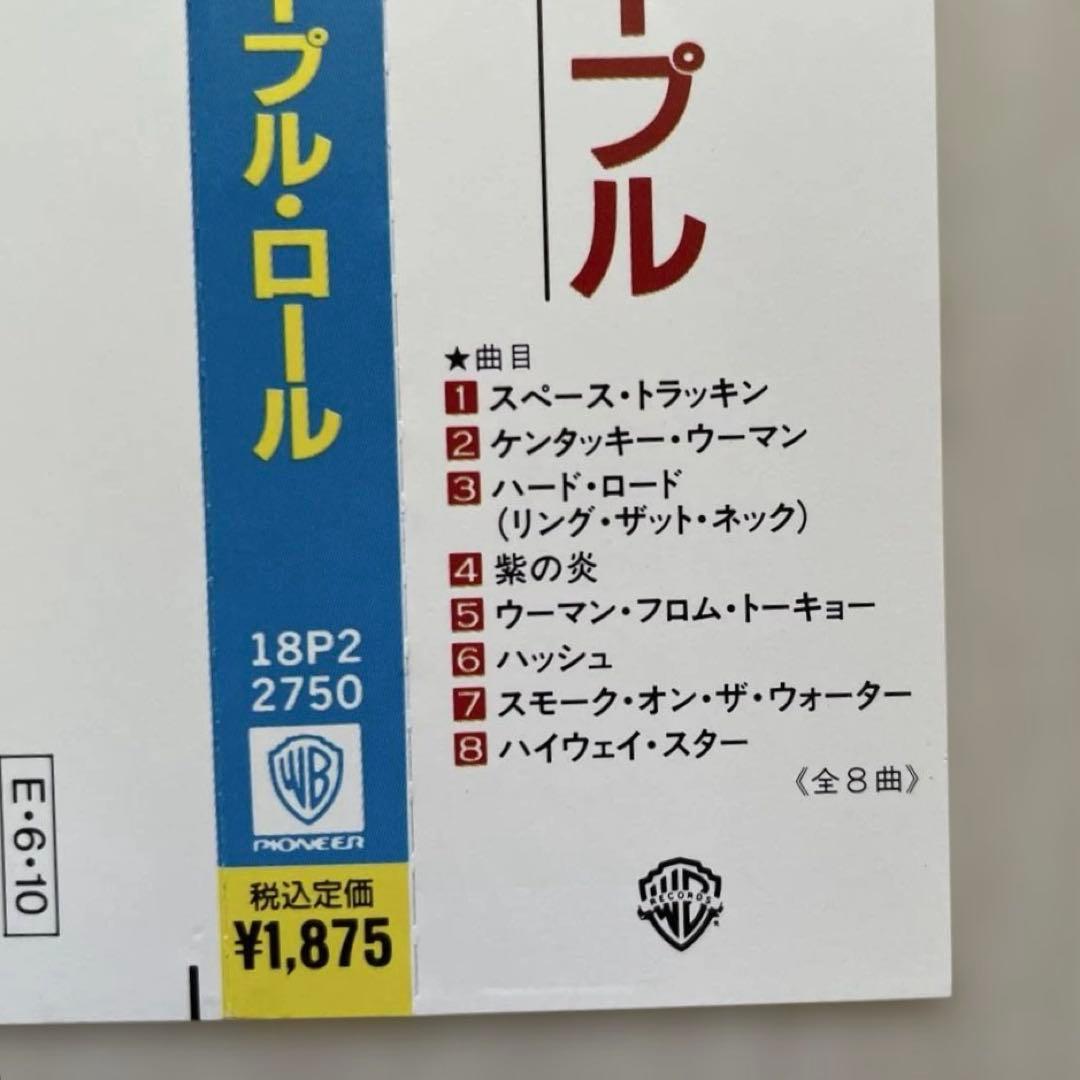 ープル
★曲目
1 スペース・トラッキン
2 ケンタッキー・ウーマン
3 ハード・ロード
(リング・ザット・ネック)
4 紫の炎
5 ウーマン・フロム・トーキョー
6 ハッシュ
7 スモーク・オン・ザ・ウォーター
8 ハイウェイ・スター
《全8曲》
WB
RECORDS
ープル・ロール
18P2
2750
WB
PIONEER
税込定価
¥1,875
E・6・10